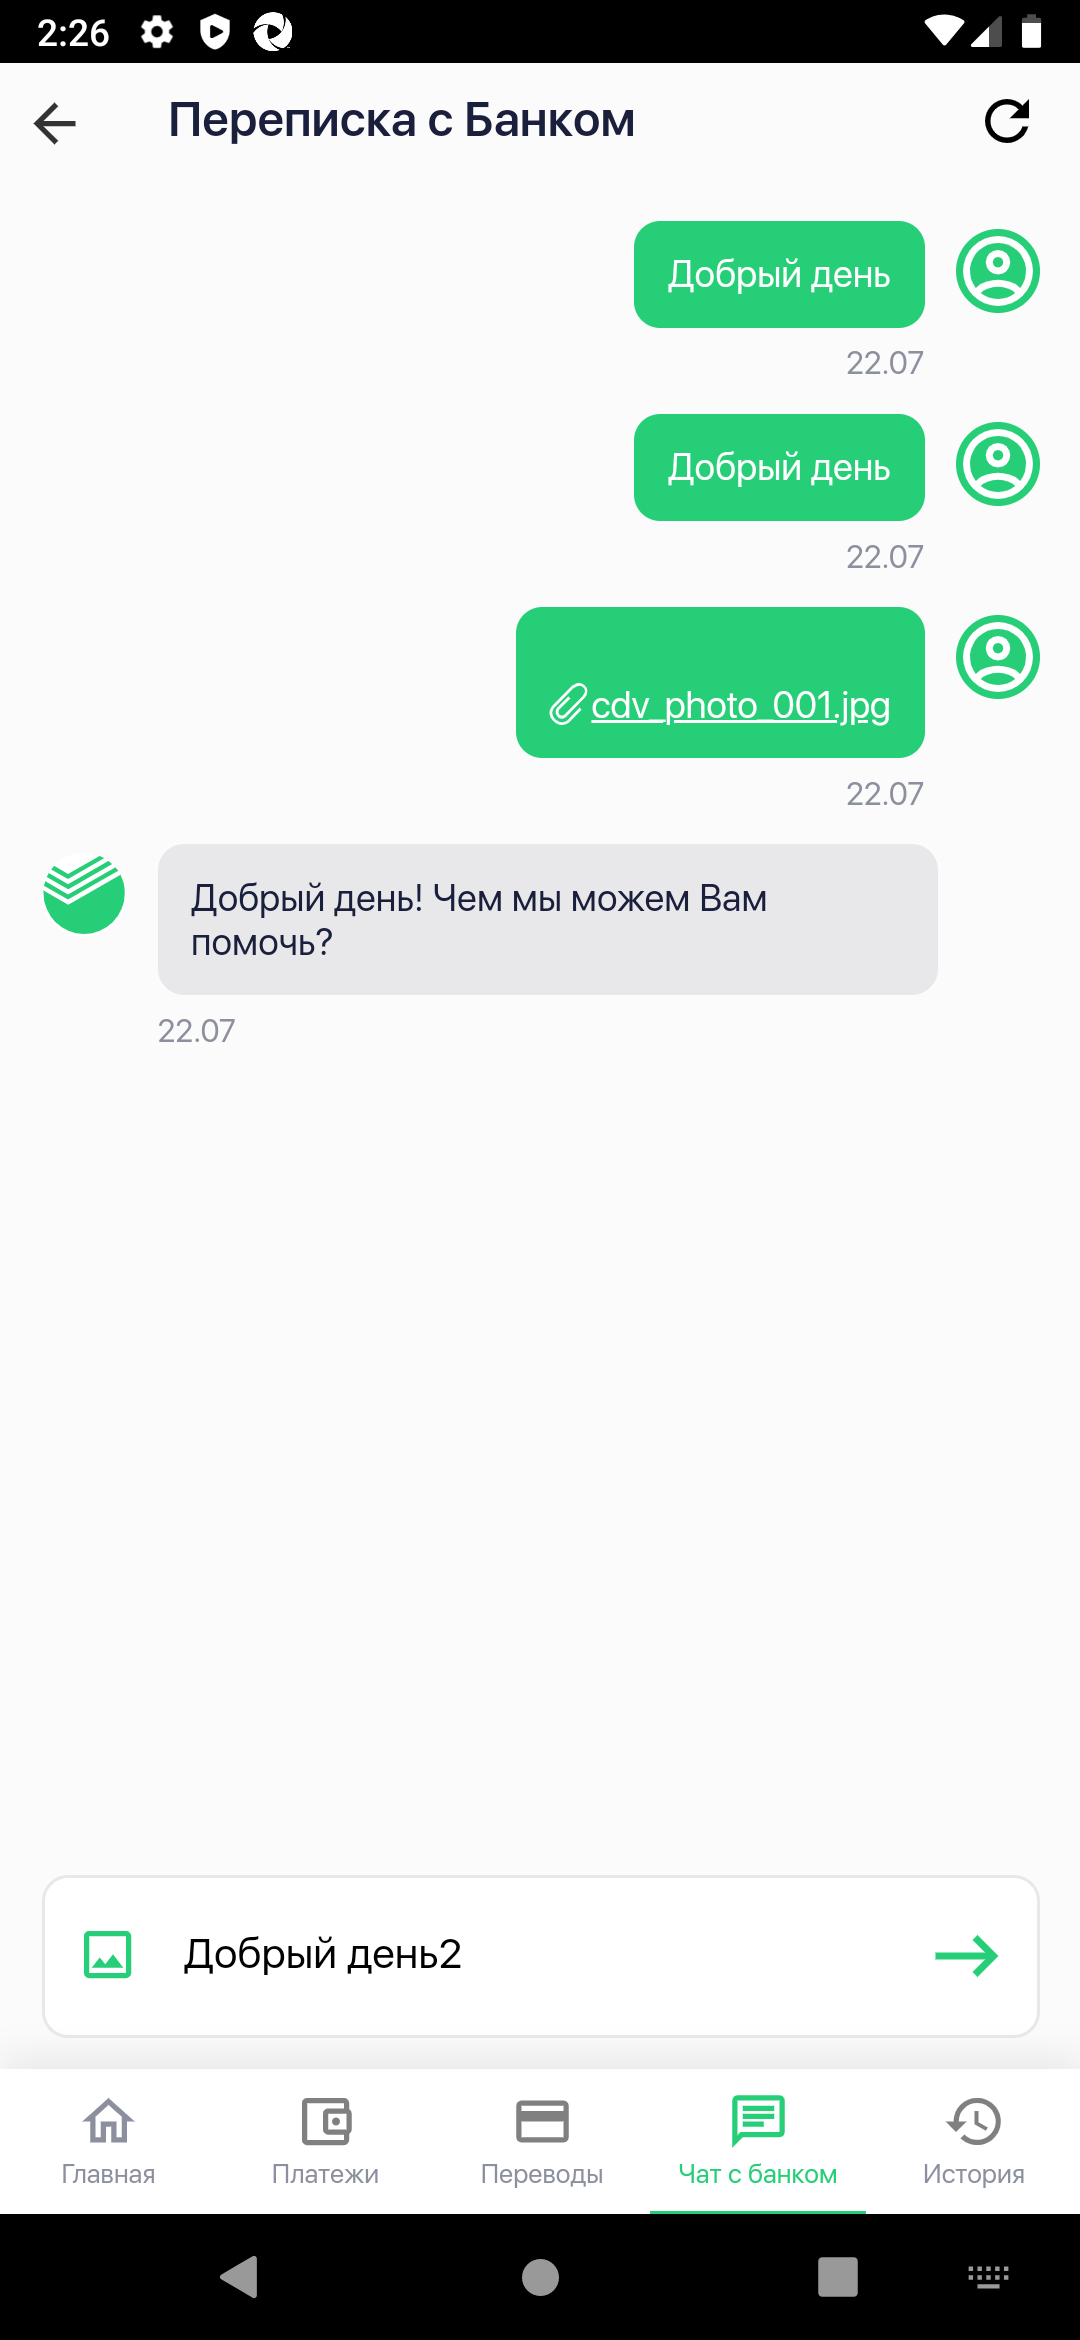 2:26
Переписка с Банком
Добрый день
22.07
Добрый день
22.07
cdv_photo_001.jpg
22.07
Добрый день! Чем мы можем Вам
помочь?
22.07
Добрый день2
Главная
Платежи
Переводы
Чат с банком
История